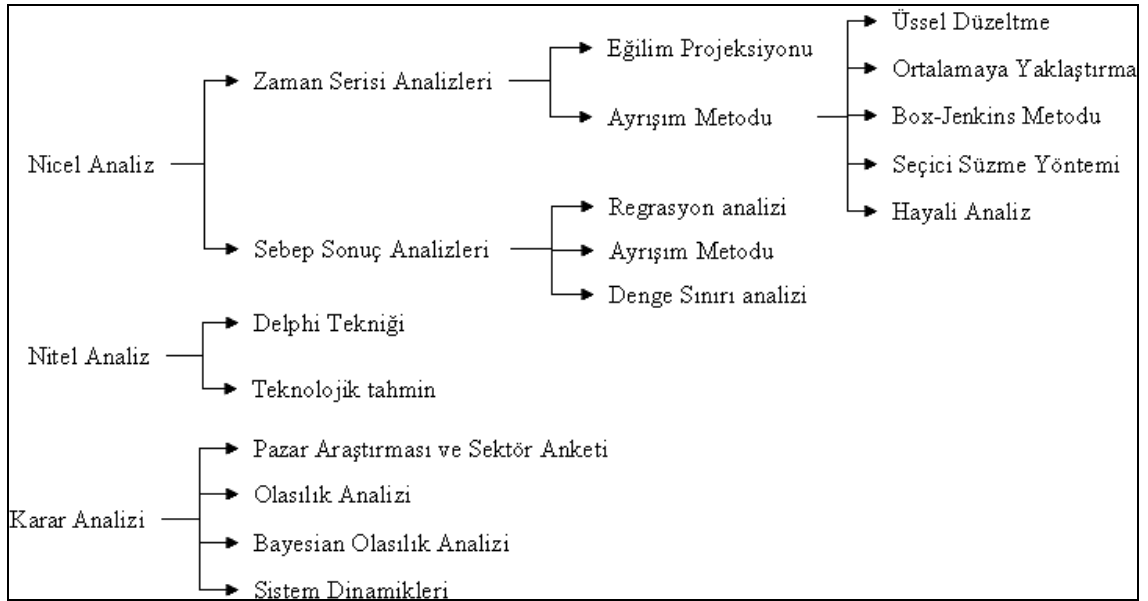 Nicel Analiz
Zaman Serisi Analizleri
Eğilim Projeksiyonu
Ayrışım Metodu
Üssel Düzeltme
Ortalamaya Yaklaştırma
Box-Jenkins Metodu
Seçici Süzme Yöntemi
Hayali Analiz
Sebep Sonuç Analizleri
Regrasyon analizi
Ayrışım Metodu
Denge Sınırı analizi
Nitel Analiz
Delphi Tekniği
Teknolojik tahmin
Karar Analizi
Pazar Araştırması ve Sektör Anketi
Olasılık Analizi
Bayesian Olasılık Analizi
Sistem Dinamikleri